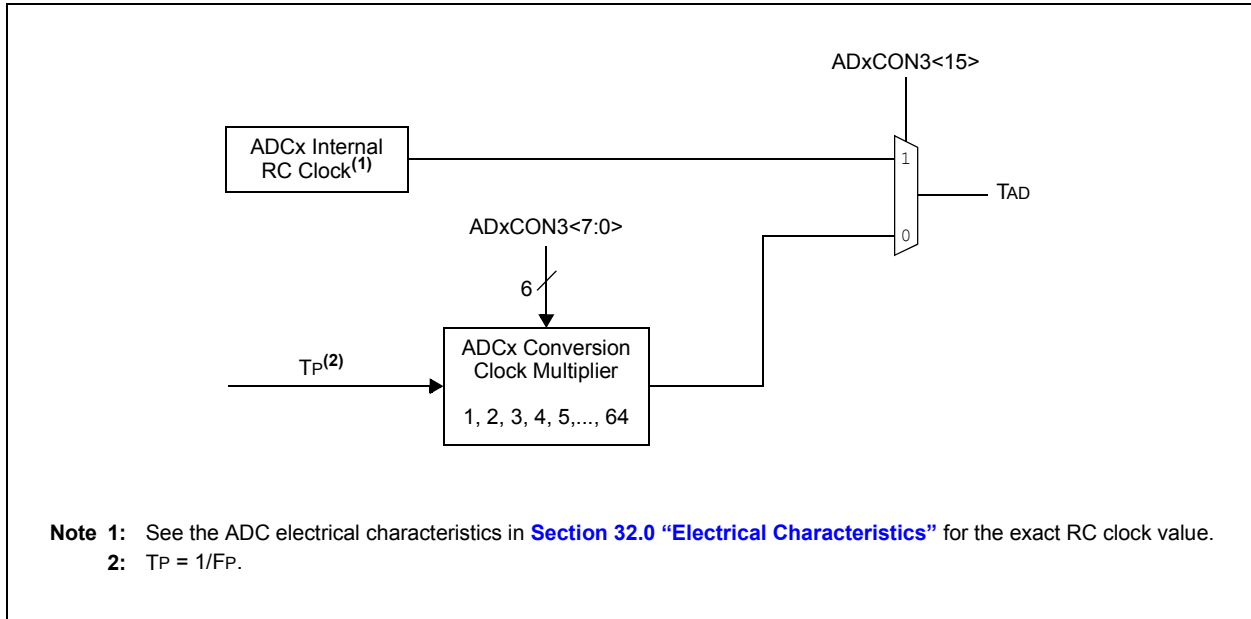 ADxCON3<15>
ADCx Internal
RC Clock(1)
1
TAD
ADxCON3<7:0>
0
6
ADCx Conversion
Clock Multiplier
TP(2)
1, 2, 3, 4, 5,..., 64
Note 1: See the ADC electrical characteristics in Section 32.0 “Electrical Characteristics” for the exact RC clock value.
2: TP = 1/FP.